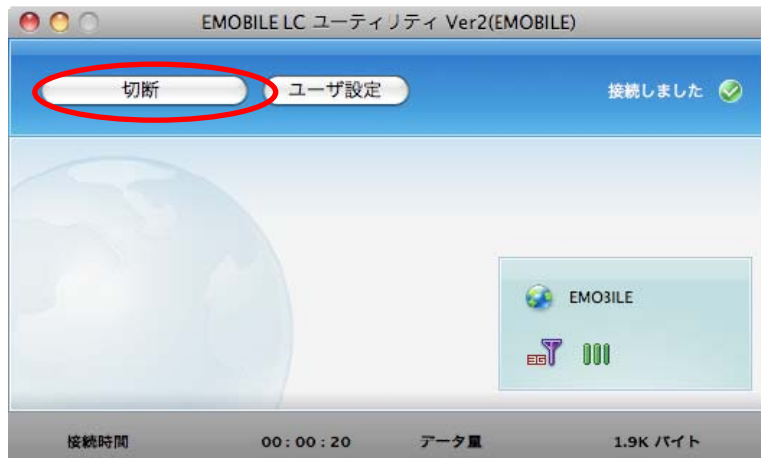 EMOBILE LC ユーティリティ Ver2(EMOBILE)
切断 ユーザ設定 接続しました
EMO3ILE
EG
接続時間 00:00:20 データ量 1.9K バイト